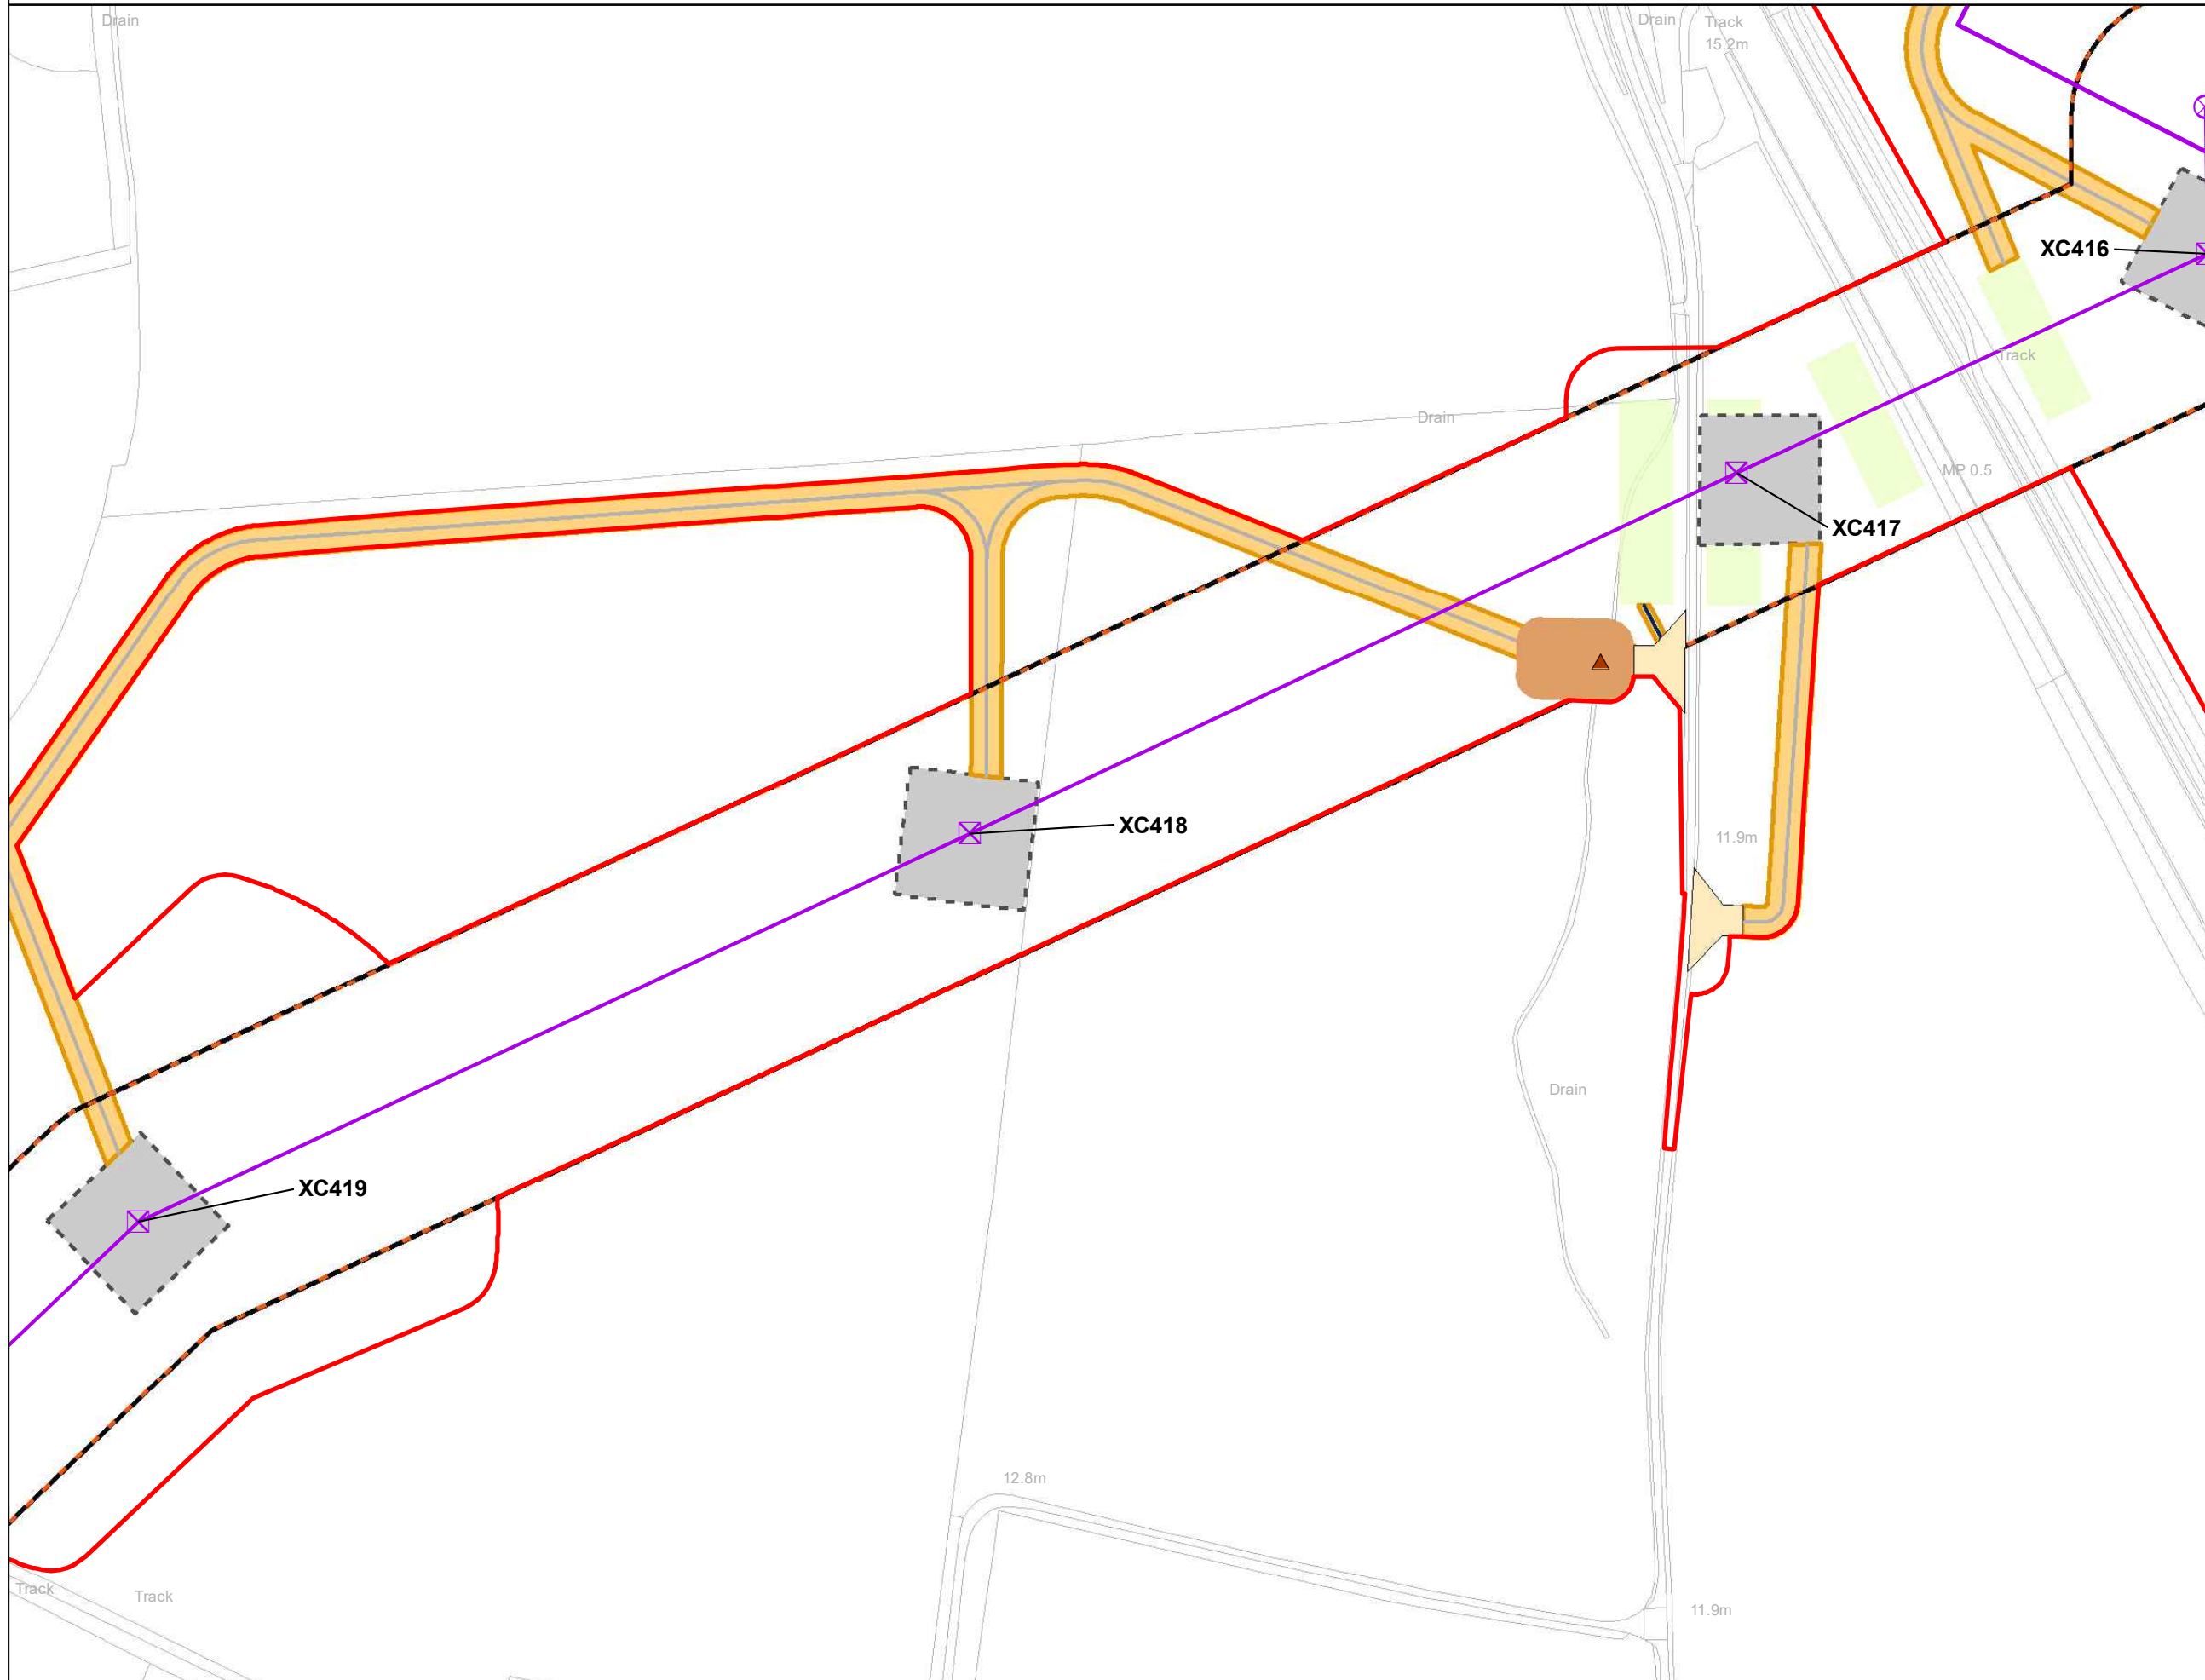 Drain
Drain
Track
15.2m
XC416
Track
Drain
MP 0.5
XC417
XC418
11.9m
Drain
XC419
12.8m
Track
Track
11.9m